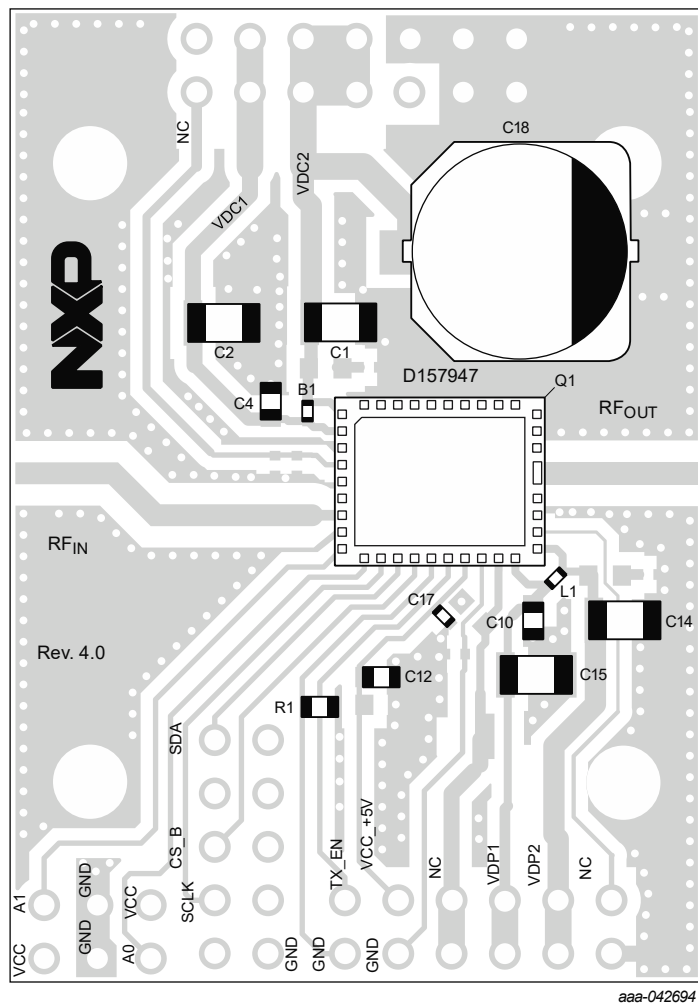 NC
VDC1
VDC2
C18
NXP
C2
C1
C4
B1
D157947
Q1
RFOUT
RFIN
L1
C17
C10
C14
Rev. 4.0
C12
C15
R1
SDA
CS_B
SCLK
TX_EN
VCC_+5V
NC
VDP1
VDP2
NC
A1
GND
VCC
VCC
GND
A0
GND
GND
GND
aaa-042694